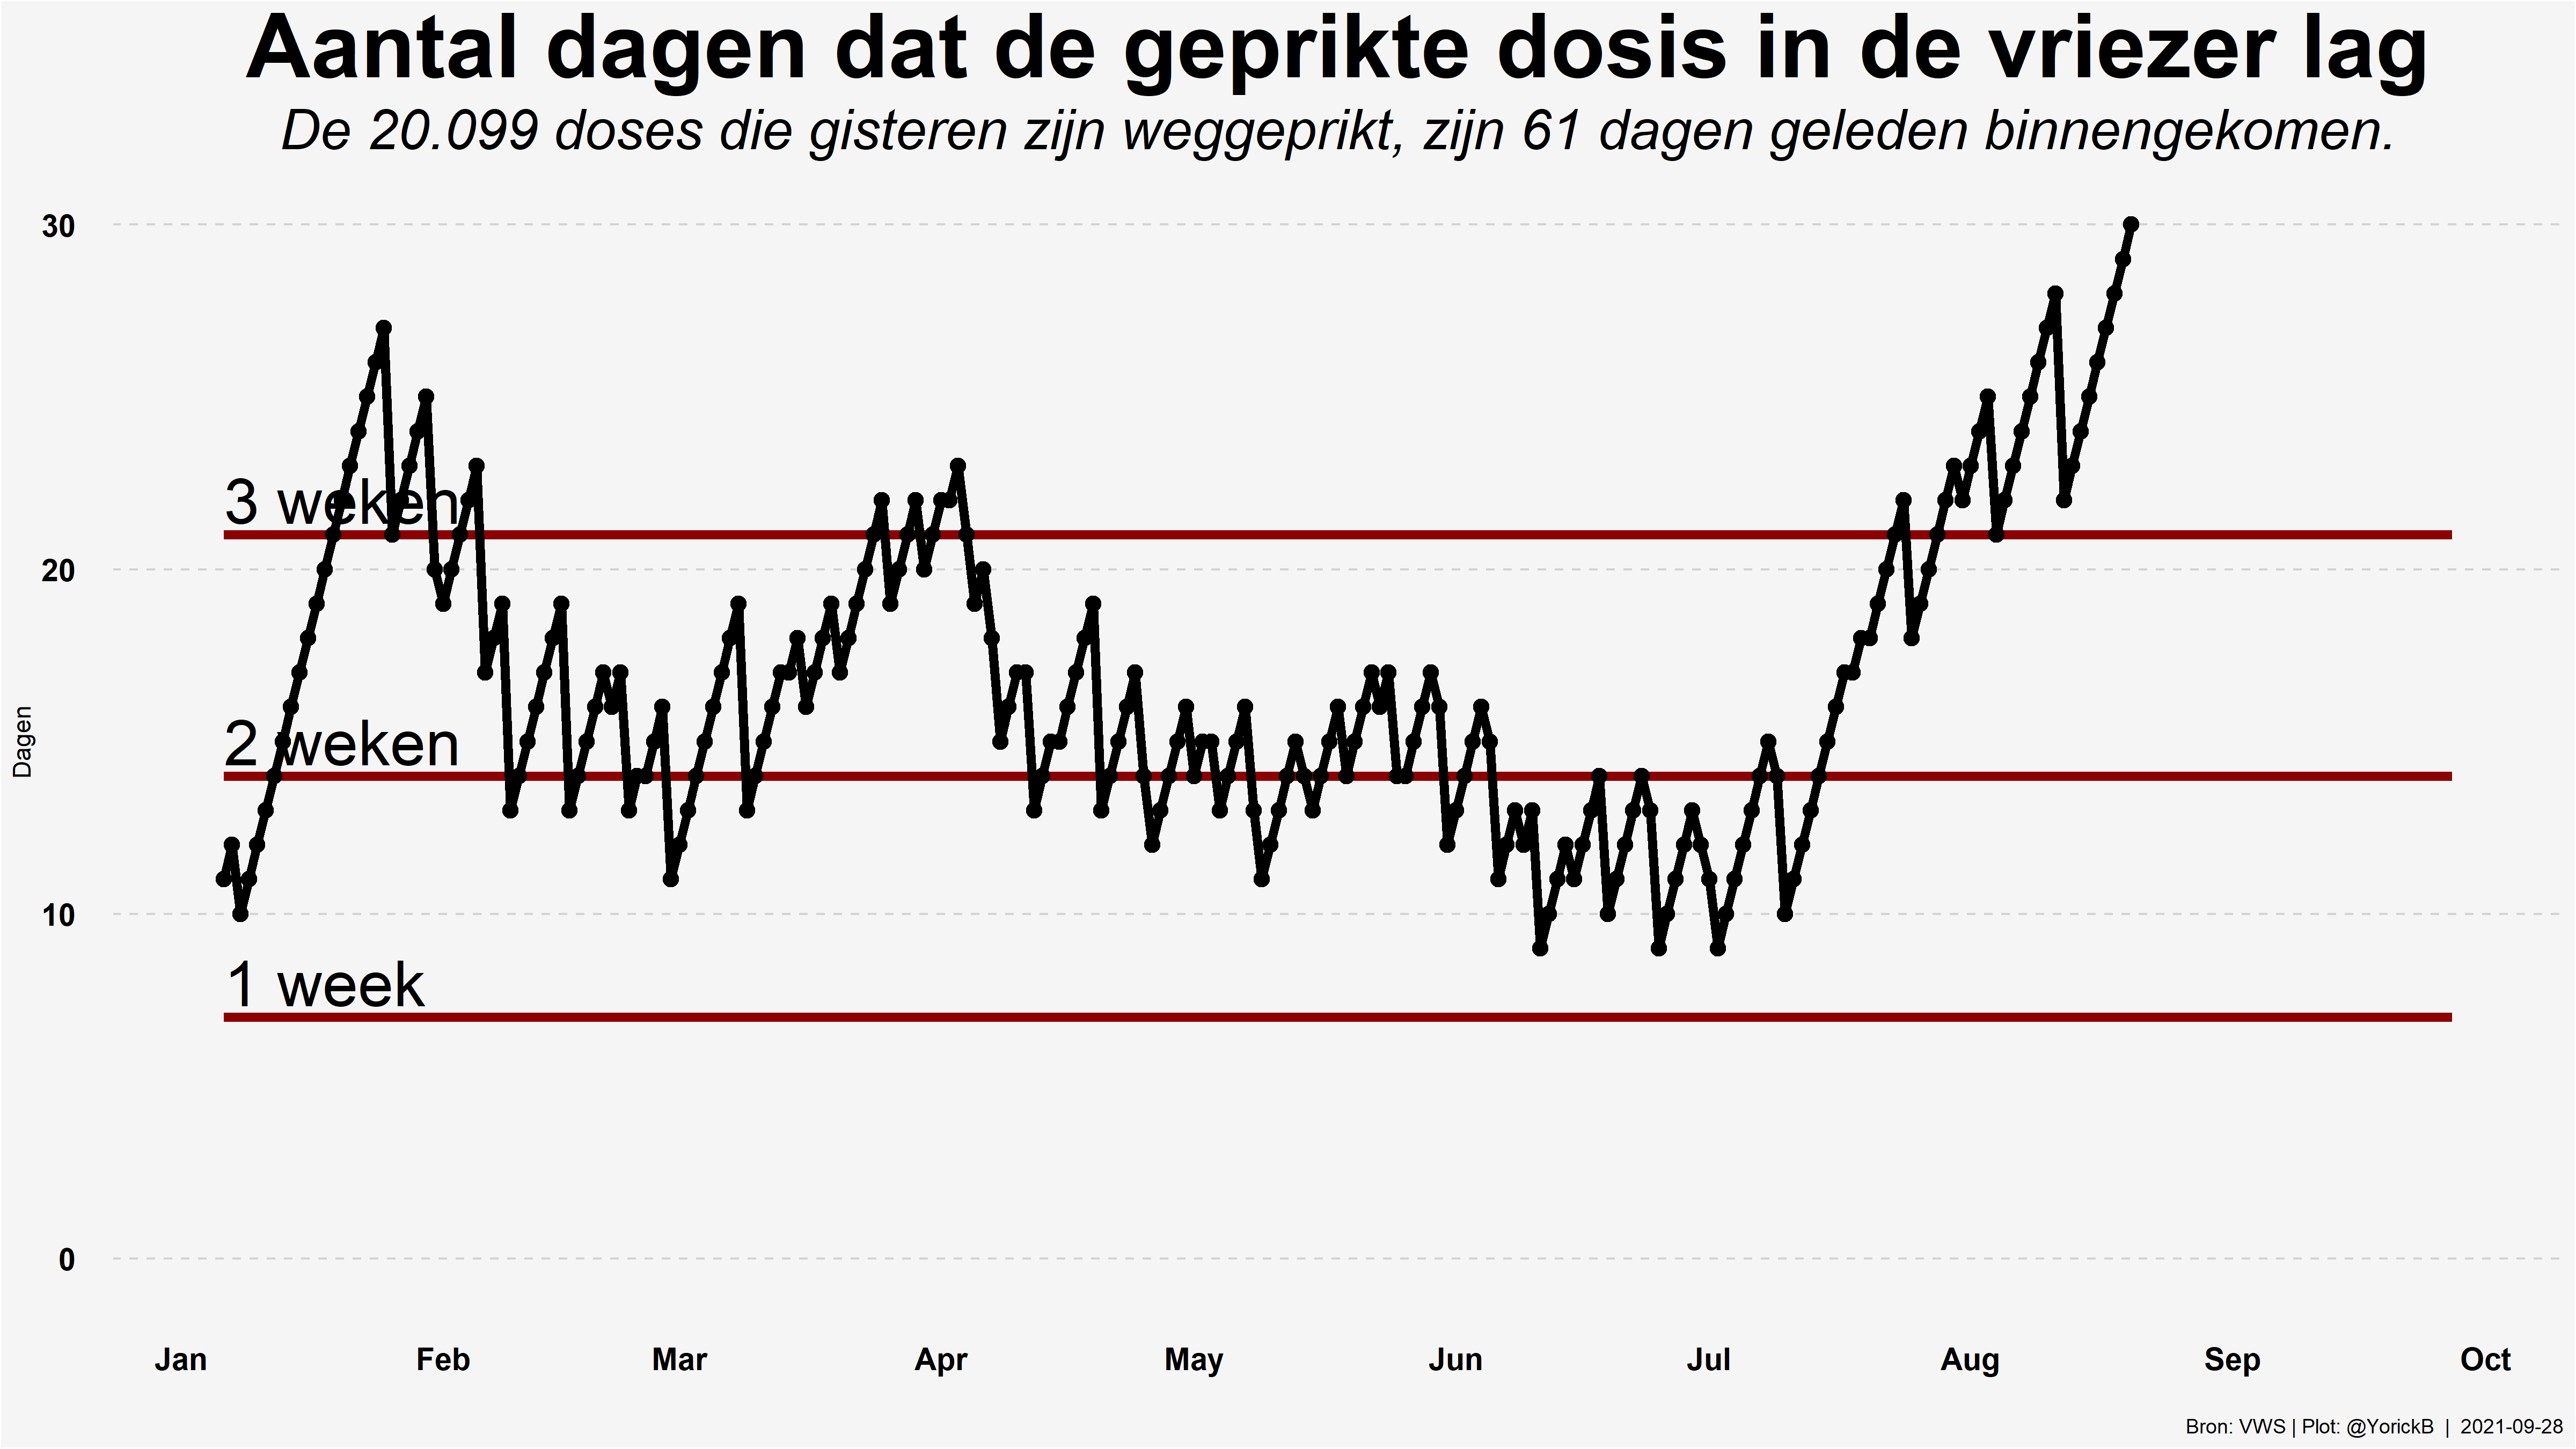 Aantal dagen dat de geprikte dosis in de vriezer lag
De 20.099 doses die gisteren zijn weggeprikt, zijn 61 dagen geleden binnengekomen.
30
3 weken
20
Dagen
2 weken
10
1 week
0
Jan Feb Mar Apr May Jun Jul Aug Sep Oct
Bron: VWS | Plot: @YorickB | 2021-09-28